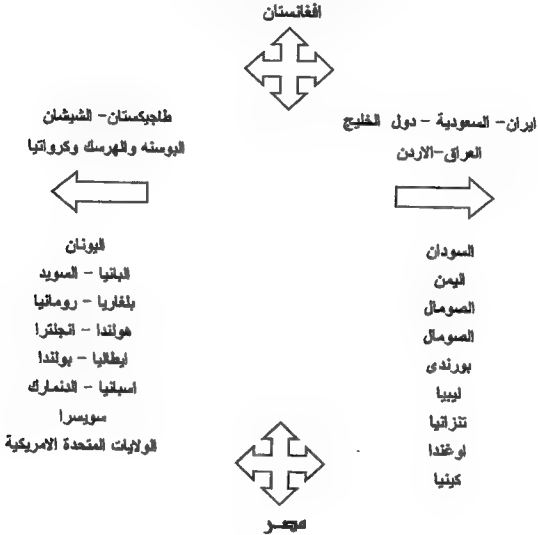 افغانستان
ايران- السعودية - دول الخليج
العراق-الاردن
السودان
اليمن
الصومال
الصومال
بورندى
ليبيا
تنزانيا
اوغندا
كينيا
طاجيكستان- الشيشان
البوسنه والهرسك وكرواتيا
اليونان
البانيا - السويد
بلغاريا - رومانيا
هولندا - انجلترا
ايطاليا - بولندا
اسبانيا - الدنمارك
سويسرا
الولايات المتحدة الامريكية
مصر